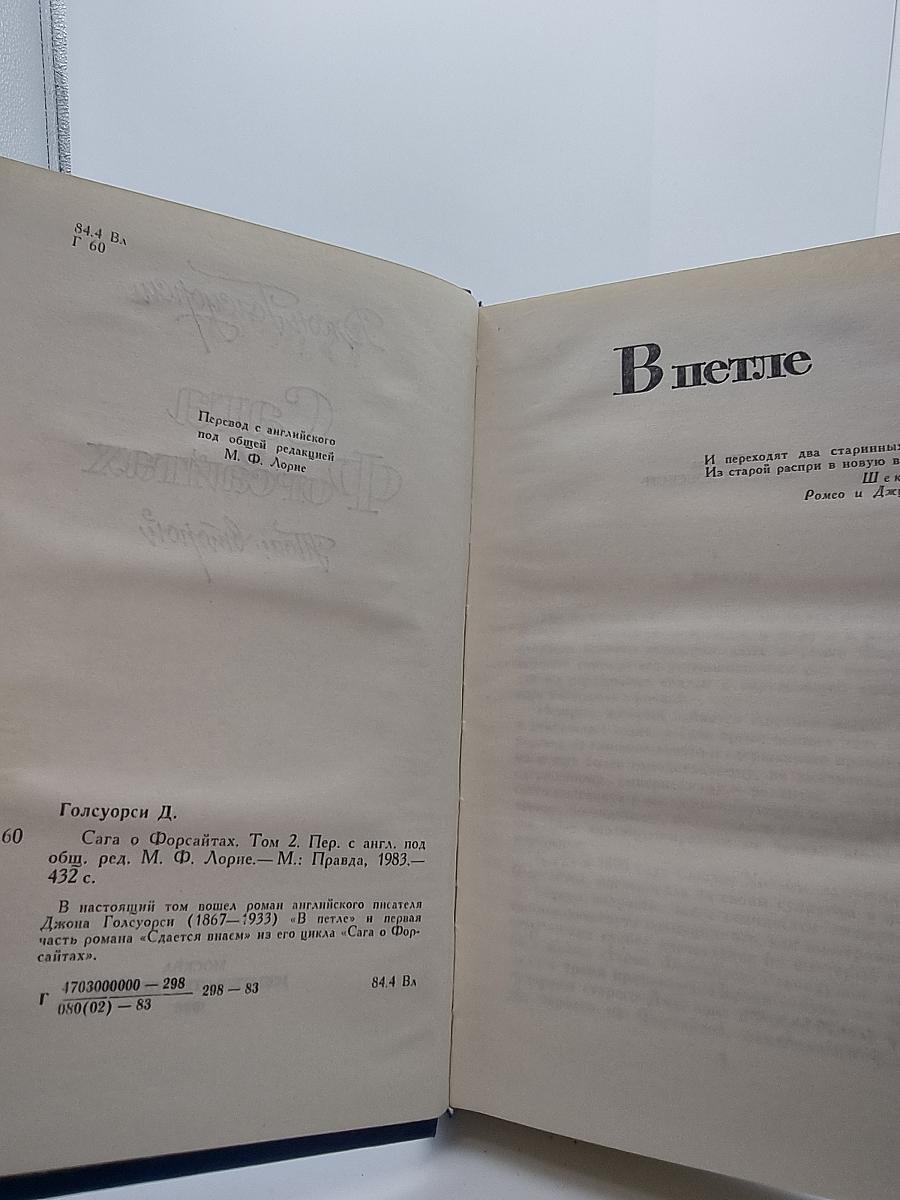 84.4 Вл
Г 60
Перевод с английского
под общей редакцией
М. Ф. Лорие
Голсуорси Д.
60
Сага о Форсайтах. Том 2. Пер. с англ. под
общ. ред. М. Ф. Лорие.— М.: Правда, 1983.—
432 с.
В настоящий том вошел роман английского писателя
Джона Голсуорси (1867—1933) «В петле» и первая
часть романа «Сдается внаем» из его цикла «Сага о Фор-
сайтах».
Г 4703000000 — 298
080(02) — 83
298 — 83
84.4 Вл
В петле
И переходят два старинных
Из старой распри в новую в
Шек
Ромео и Джу